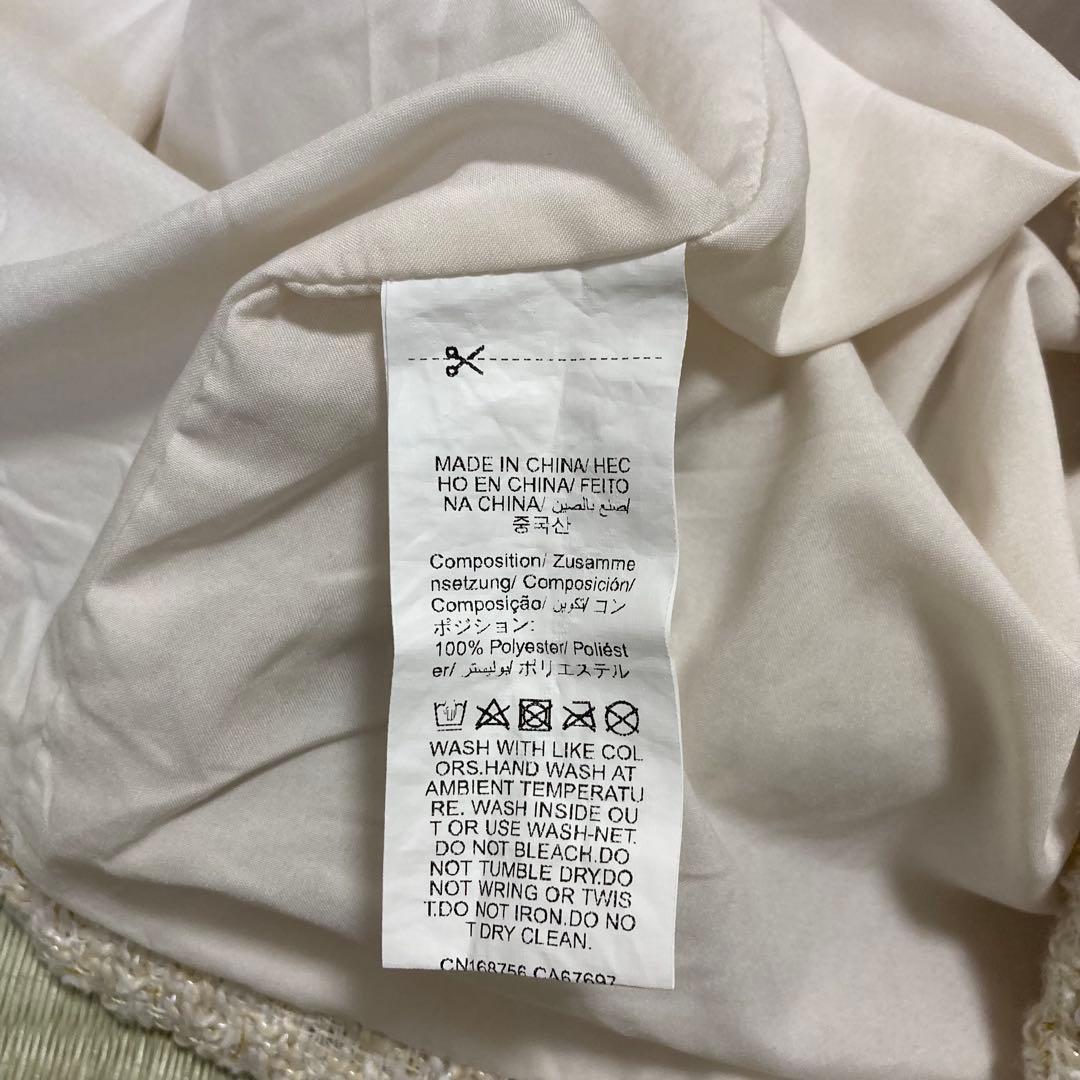 MADE IN CHINA/ HEC
HO EN CHINA/ FEITO
NA CHINA/ صنع بالصين/
중국산
Composition/ Zusamme
nsetzung/ Composición/
Composição/ تكوين/ コン
ポジション:
100% Polyester/ Poliést
er/ بوليستر/ ポリエステル
WASH WITH LIKE COL
ORS.HAND WASH AT
AMBIENT TEMPERATU
RE. WASH INSIDE OU
T OR USE WASH-NET.
DO NOT BLEACH.DO
NOT TUMBLE DRY.DO
NOT WRING OR TWIS
T.DO NOT IRON.DO NO
T DRY CLEAN.
CN168756 CA67697